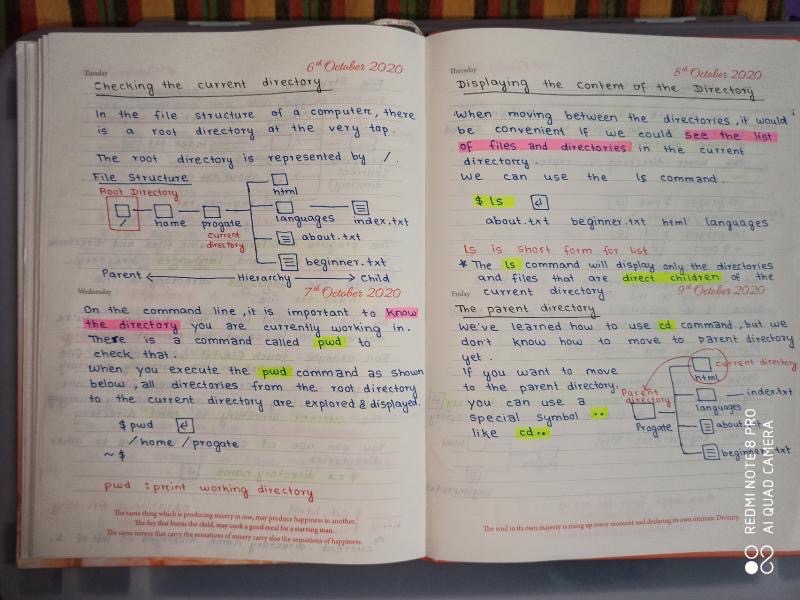 Tuesday
6th October 2020
Checking the current directory
In the file structure of a computer, there
is a root directory at the very top.
The root directory is represented by /.
File Structure
Root Directory
/
home
progate
current
directory
html
languages
index.txt
about.txt
beginner.txt
Parent
Hierarchy
Child
Wednesday
7th October 2020
On the command line, it is important to know
the directory you are currently working in.
There is a command called pwd to
check that.
When you execute the pwd command as shown
below, all directories from the root directory
to the current directory are explored & displayed.
$ pwd
/home/progate
~ $
pwd : print working directory
The same thing which is producing misery in one, may produce happiness in another.
The fire that burns the child, may cook a good meal for a starving man.
The same nerves that carry the sensations of misery carry also the sensations of happiness.
Thursday
8th October 2020
Displaying the content of the Directory
When moving between the directories, it would
be convenient if we could see the list
of files and directories in the current
directory.
We can use the ls command.
$ ls
about.txt beginner.txt html languages
ls is short form for list
* The ls command will display only the directories
and files that are direct children of the
current directory.
Friday
9th October 2020
The parent directory
We've learned how to use cd command, but we
don't know how to move to parent directory
yet.
If you want to move
to the parent directory,
you can use a
special symbol ..
like cd ..
current directory
html
Parent
directory
Progate
index.txt
languages
about.txt
beginner.txt
The soul in its own majesty is rising up every moment and declaring its own intrinsic Divinity.
REDMI NOTE 8 PRO
AI QUAD CAMERA